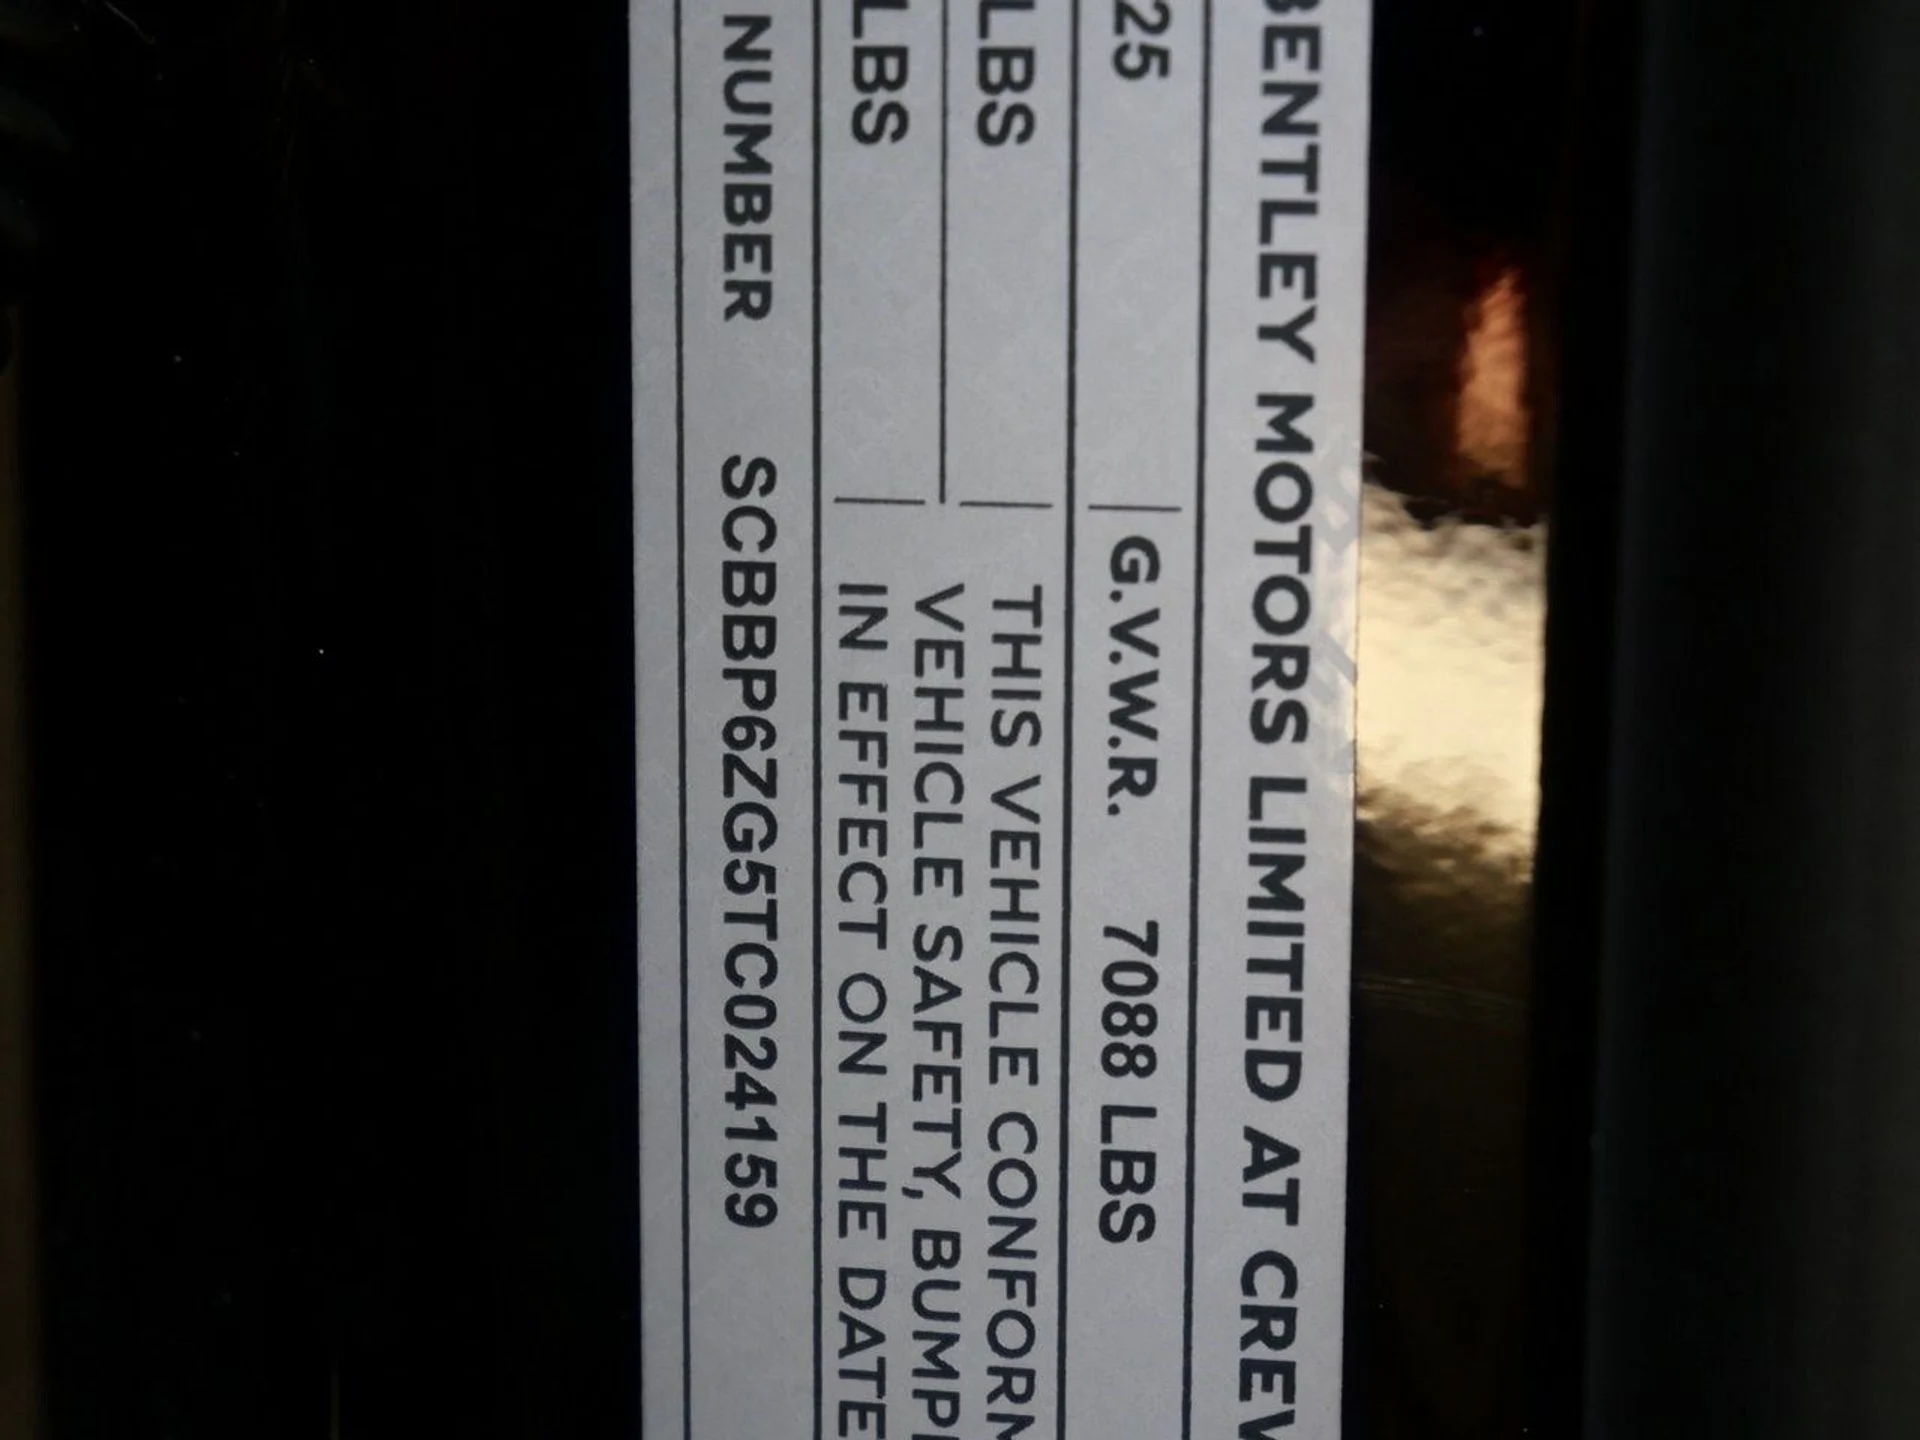 BENTLEY MOTORS LIMITED AT CREW
25 G.V.W.R. 7088 LBS
LBS THIS VEHICLE CONFORM
VEHICLE SAFETY, BUMP
LBS IN EFFECT ON THE DATE
NUMBER SCBBP6ZG5TC024159